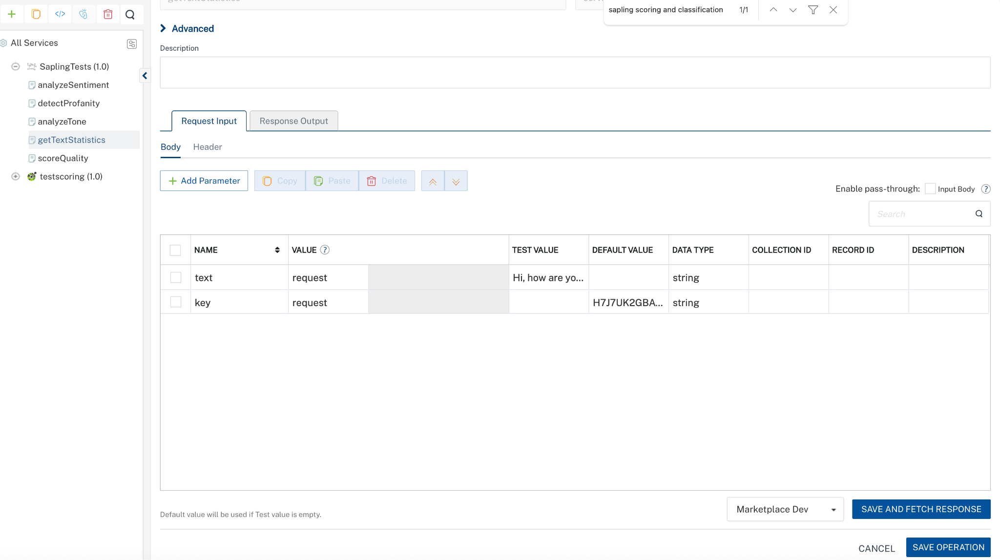 getTextStatistics
sapling scoring and classification 1/1
</>
All Services
SaplingTests (1.0)
analyzeSentiment
detectProfanity
analyzeTone
getTextStatistics
scoreQuality
testscoring (1.0)
Advanced
Description
Request Input Response Output
Body Header
Add Parameter Copy Paste Delete
Enable pass-through: Input Body ?
Search
NAME VALUE ? TEST VALUE DEFAULT VALUE DATA TYPE COLLECTION ID RECORD ID DESCRIPTION
text request Hi, how are yo... string
key request H7J7UK2GBA... string
Default value will be used if Test value is empty.
Marketplace Dev SAVE AND FETCH RESPONSE
CANCEL SAVE OPERATION